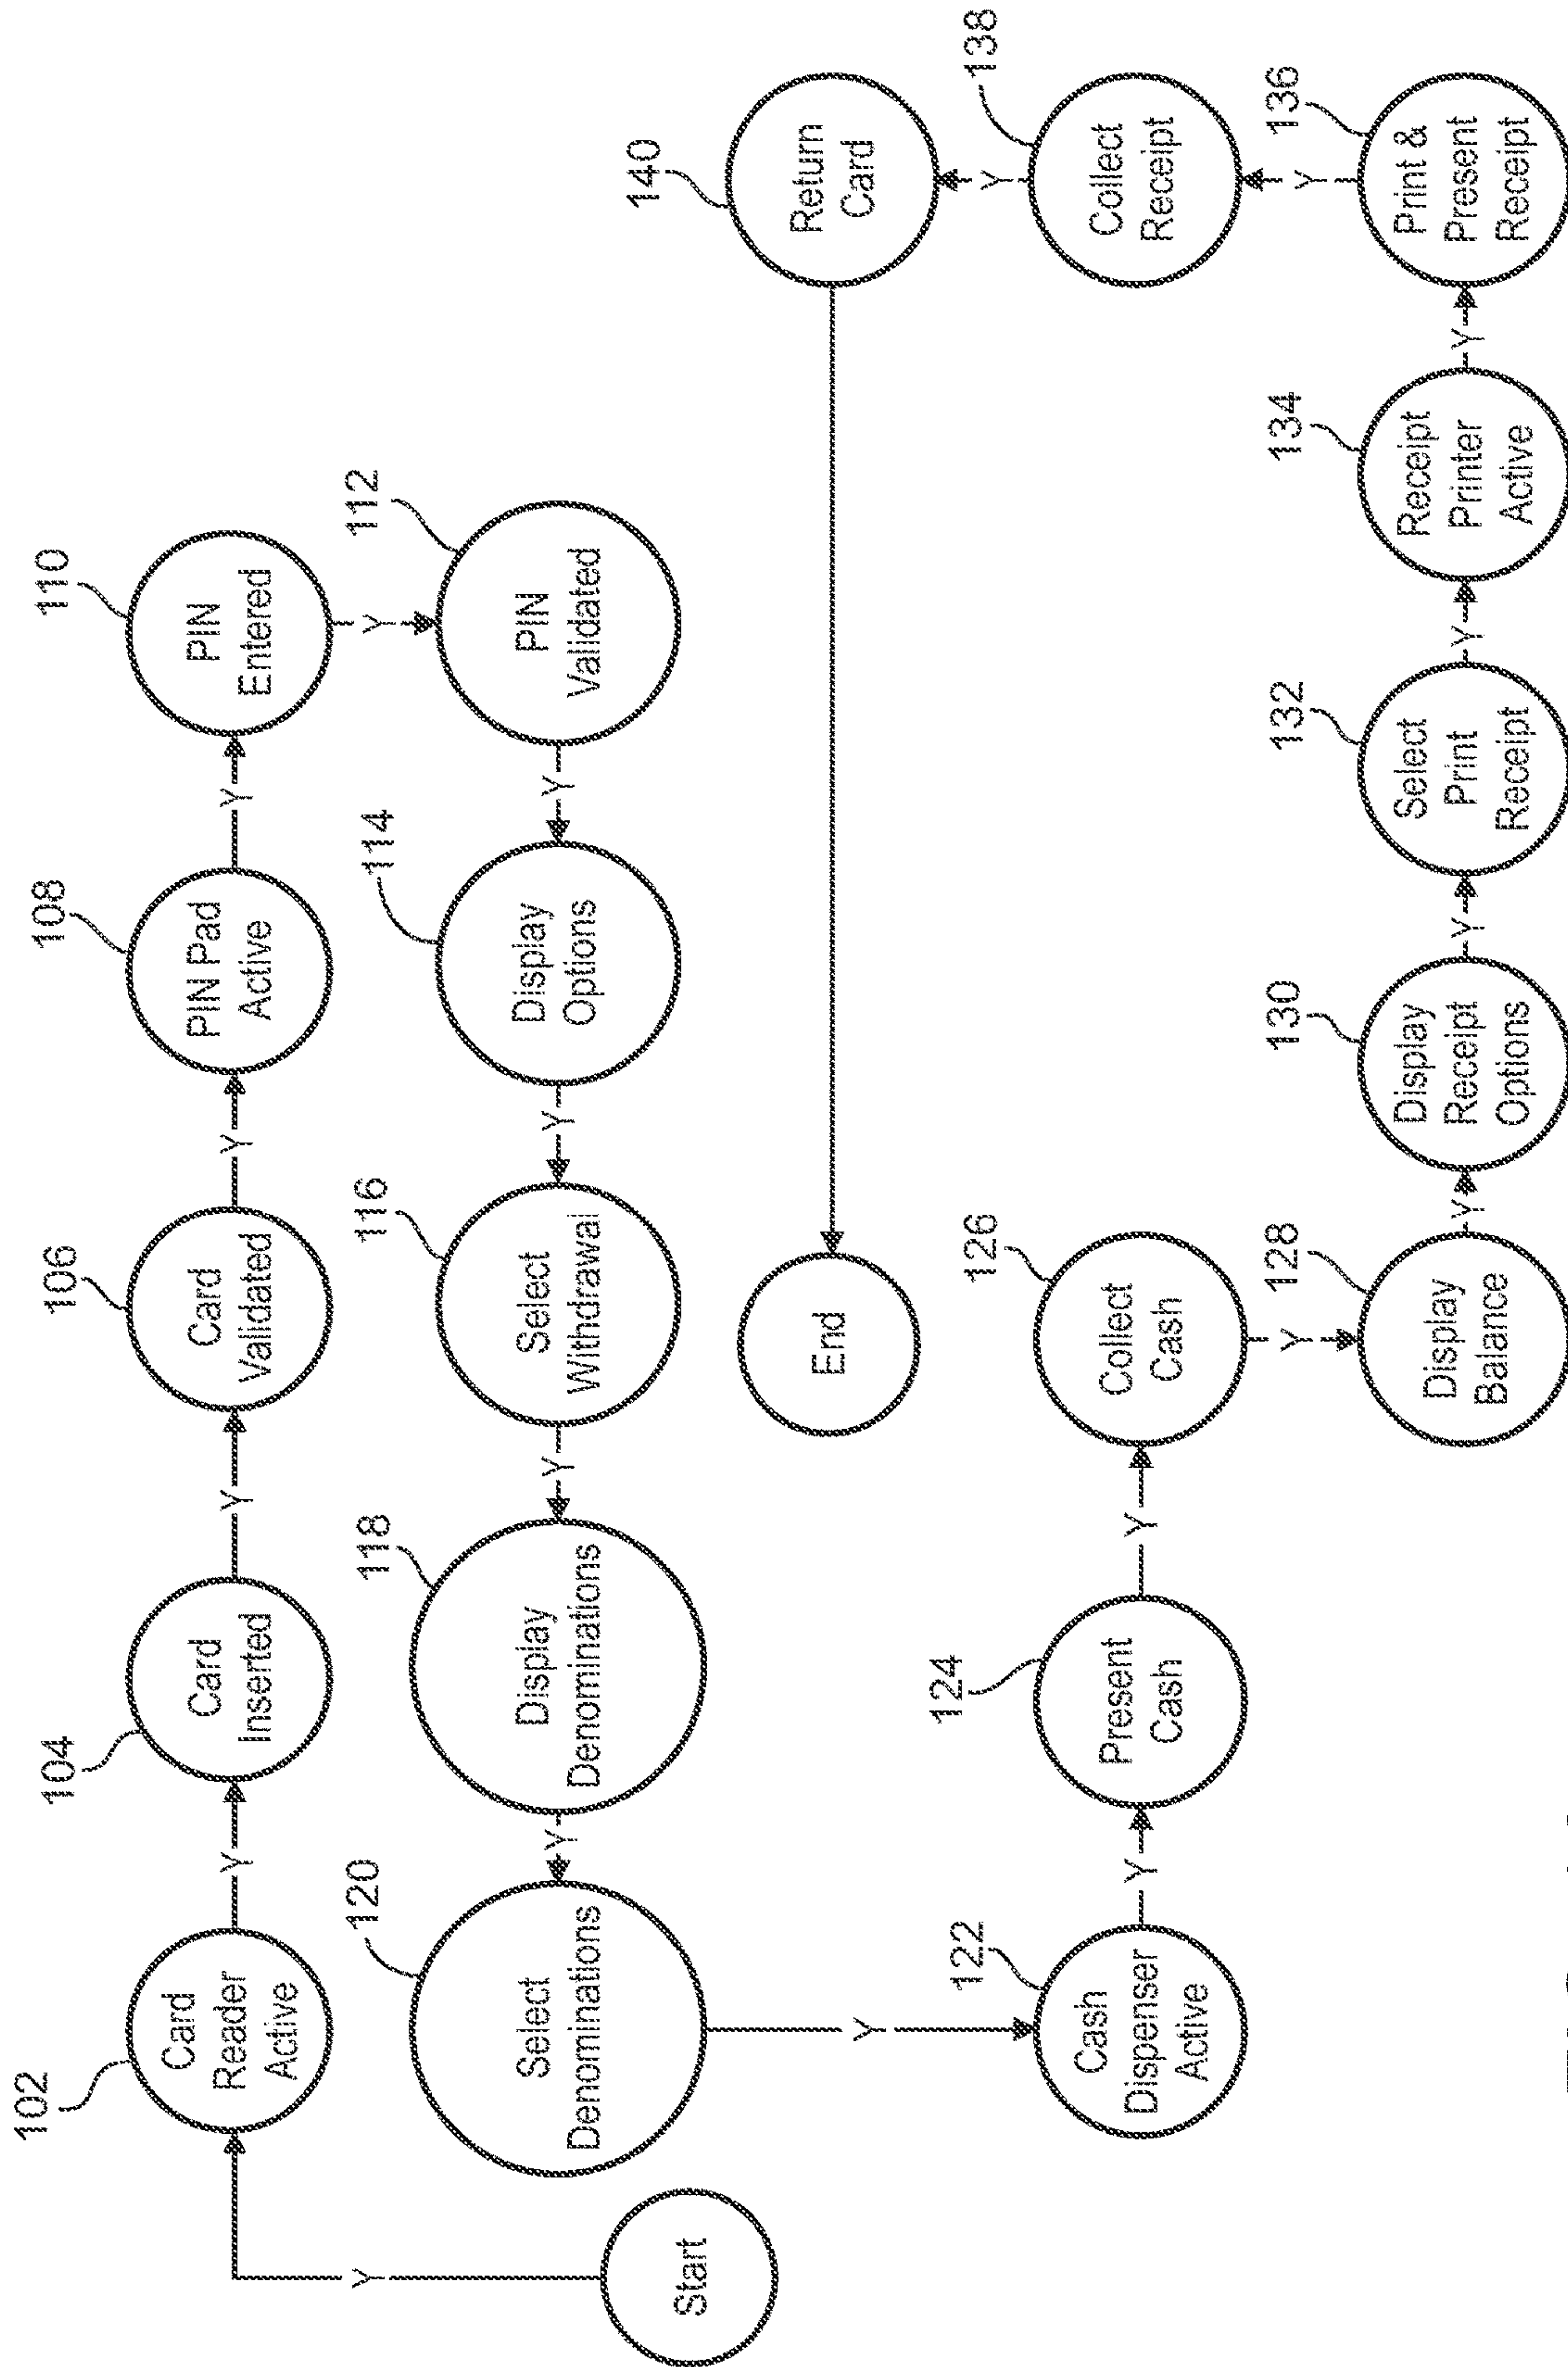 102
Card
Reader
Active
Y
104
Card
Inserted
Y
106
Card
Validated
Y
108
PIN Pad
Active
Y
110
PIN
Entered
Y
112
PIN
Validated
Y
114
Display
Options
Y
116
Select
Withdrawal
Y
118
Display
Denominations
Y
120
Select
Denominations
Y
Start
Y
122
Cash
Dispenser
Active
Y
124
Present
Cash
Y
126
Collect
Cash
Y
128
Display
Balance
Y
130
Display
Receipt
Options
Y
132
Select
Print
Receipt
Y
134
Receipt
Printer
Active
Y
136
Print &
Present
Receipt
Y
138
Collect
Receipt
Y
140
Return
Card
End